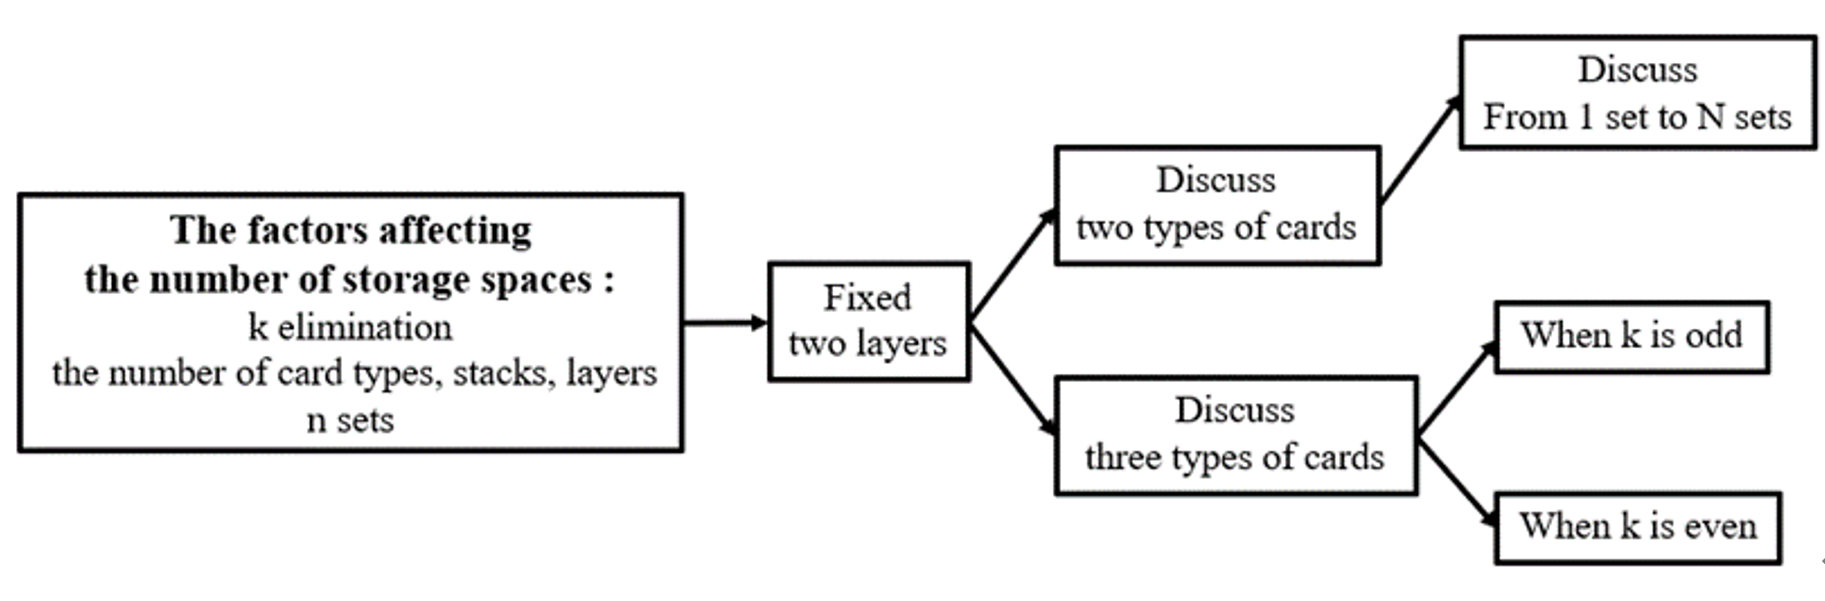 The factors affecting
the number of storage spaces :
k elimination
the number of card types, stacks, layers
n sets
Fixed
two layers
Discuss
two types of cards
Discuss
From 1 set to N sets
Discuss
three types of cards
When k is odd
When k is even